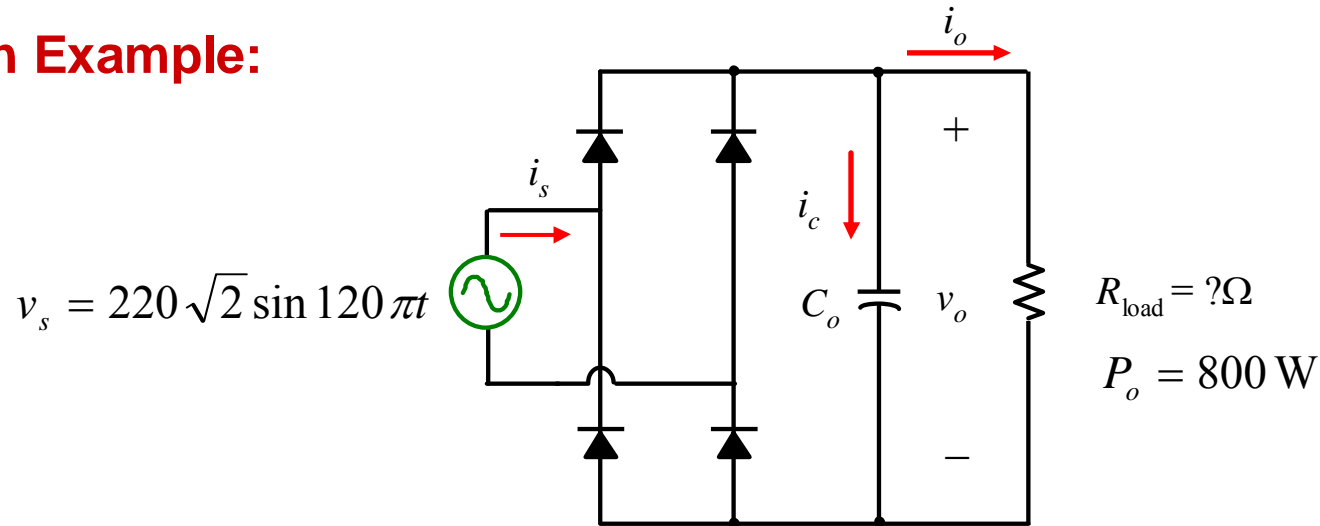 n Example:
i_o
i_s
i_c
+
v_s = 220√2 sin 120πt
C_o
v_o
R_load = ?Ω
P_o = 800 W
−